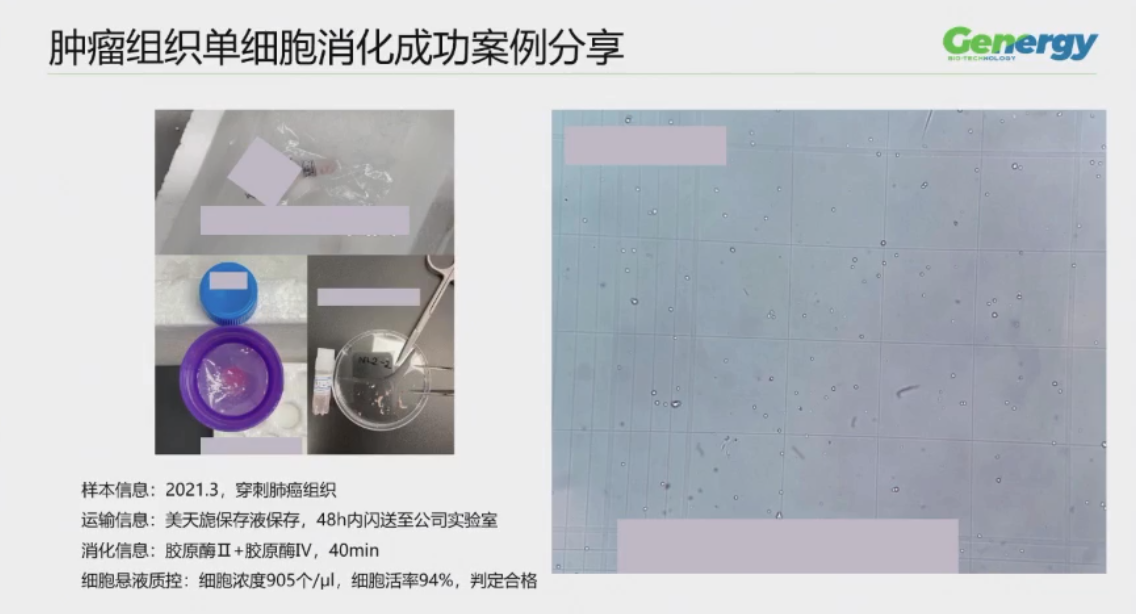 肿瘤组织单细胞消化成功案例分享
Genergy
BIO-TECHNOLOGY
样本信息：2021.3，穿刺肺癌组织
运输信息：美天旎保存液保存，48h内闪送至公司实验室
消化信息：胶原酶Ⅱ+胶原酶Ⅳ，40min
细胞悬液质控：细胞浓度905个/μl，细胞活率94%，判定合格